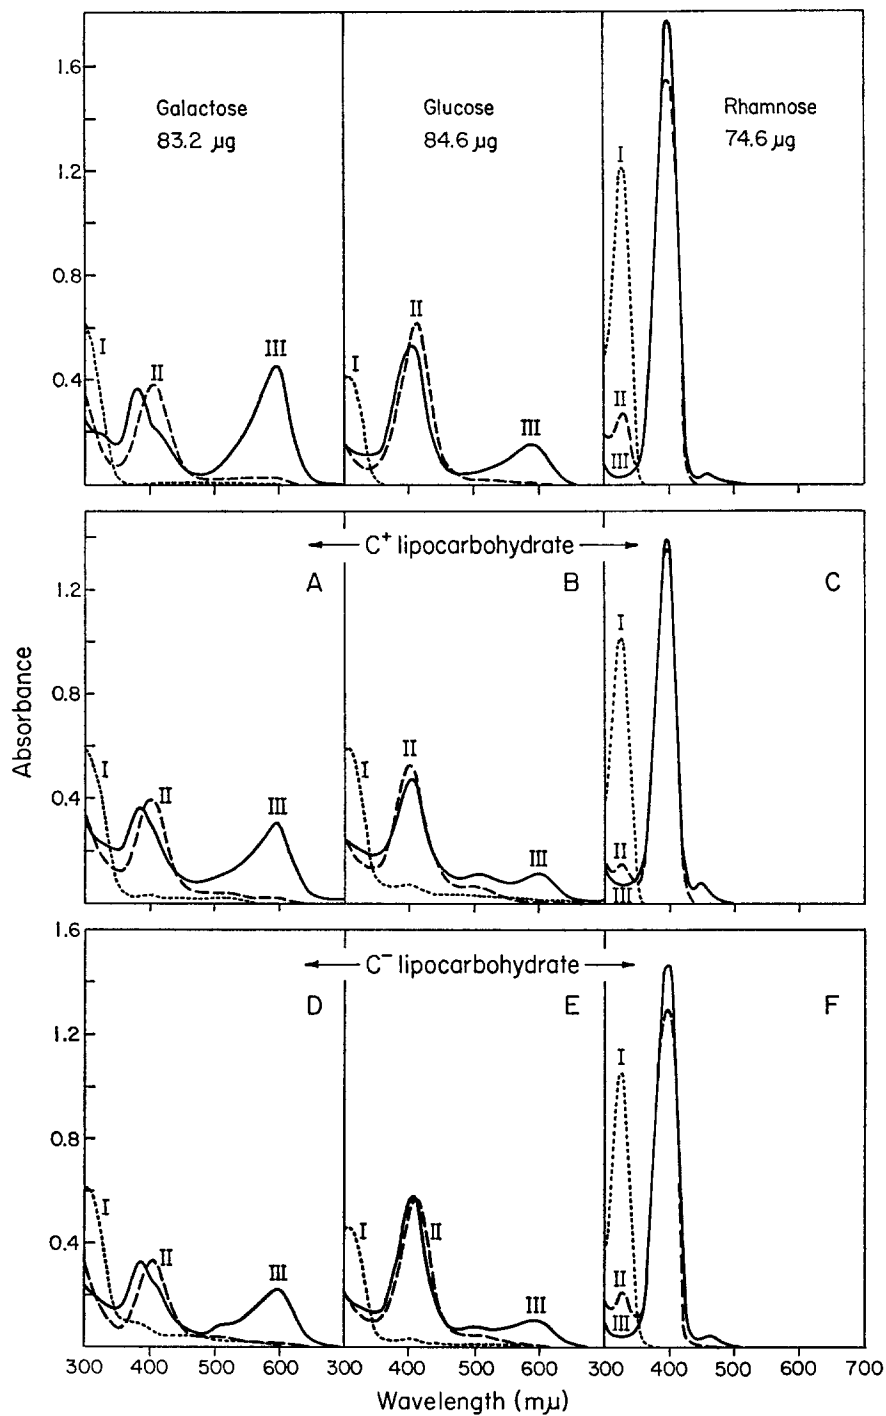 Galactose
83.2 µg
Glucose
84.6 µg
Rhamnose
74.6 µg
1.6
1.2
0.8
0.4
I
II
III
I
II
III
I
II
III
C⁺ lipocarbohydrate
A
B
C
1.2
0.8
0.4
I
II
III
I
II
III
I
II
III
C⁻ lipocarbohydrate
D
E
F
1.6
1.2
0.8
0.4
I
II
III
I
II
III
I
II
III
Absorbance
300 400 500 600 300 400 500 600 300 400 500 600 700
Wavelength (mµ)